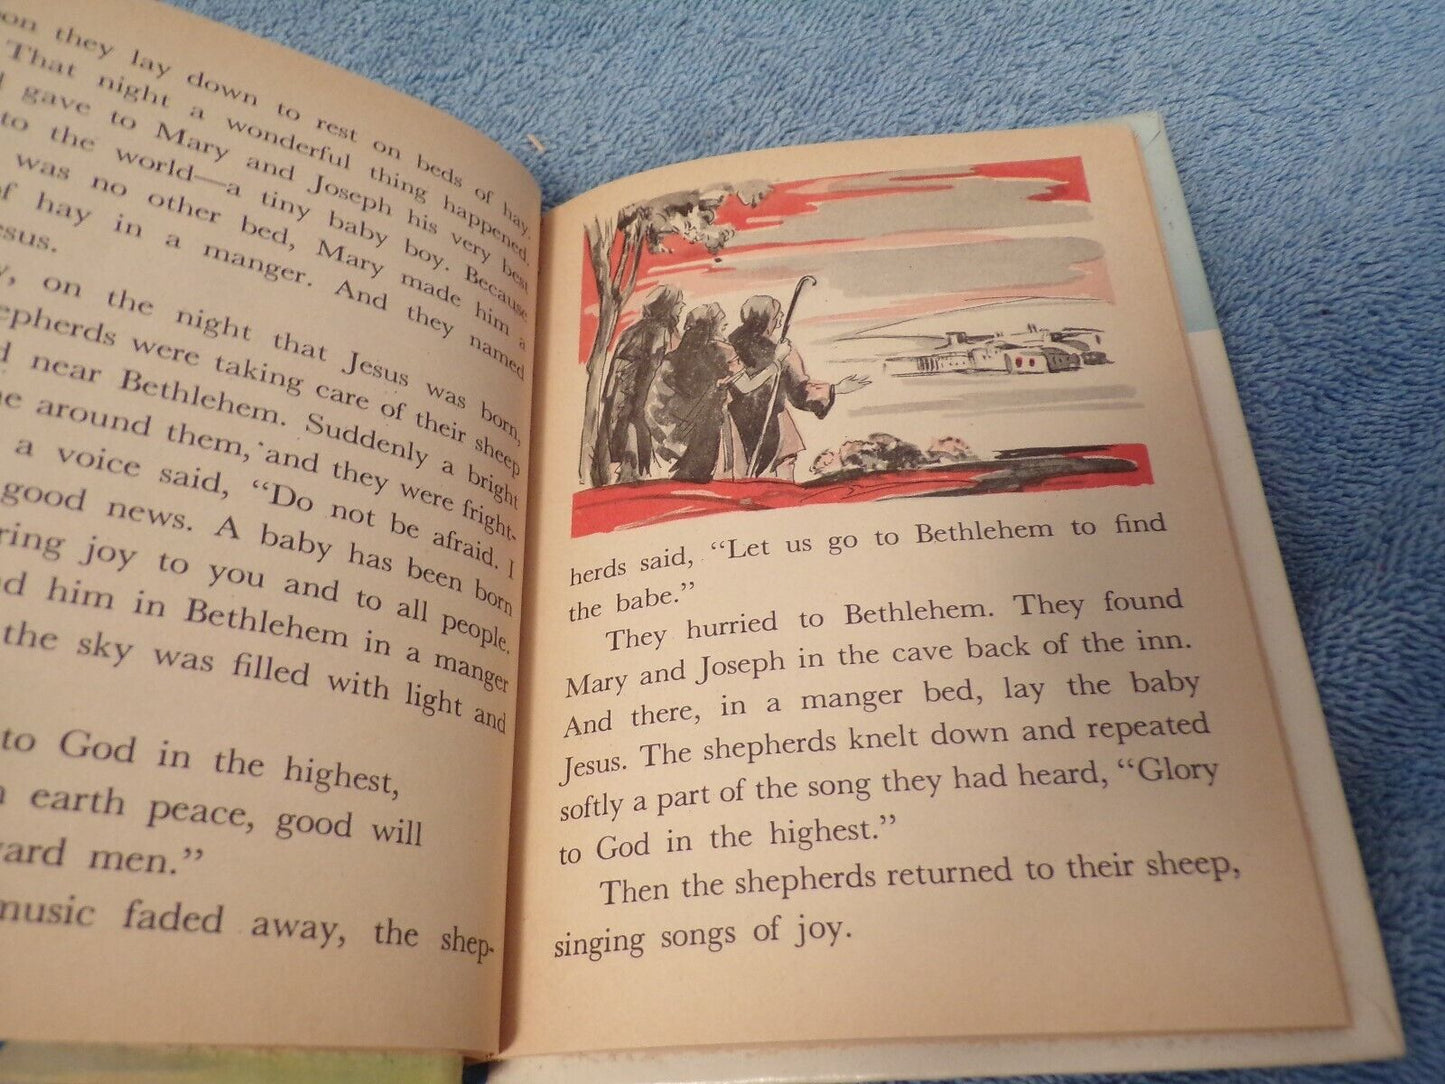 on they lay down to rest on beds of hay.
That night a wonderful thing happened.
gave to Mary and Joseph his very best
to the world—a tiny baby boy. Because
was no other bed, Mary made him a
of hay in a manger. And they named
esus.
on the night that Jesus was born,
epherds were taking care of their sheep
near Bethlehem. Suddenly a bright
around them, and they were fright-
a voice said, “Do not be afraid. I
good news. A baby has been born
ring joy to you and to all people.
him in Bethlehem in a manger
the sky was filled with light and
to God in the highest,
earth peace, good will
ard men.”
music faded away, the shep-
herds said, “Let us go to Bethlehem to find
the babe.”
They hurried to Bethlehem. They found
Mary and Joseph in the cave back of the inn.
And there, in a manger bed, lay the baby
Jesus. The shepherds knelt down and repeated
softly a part of the song they had heard, “Glory
to God in the highest.”
Then the shepherds returned to their sheep,
singing songs of joy.